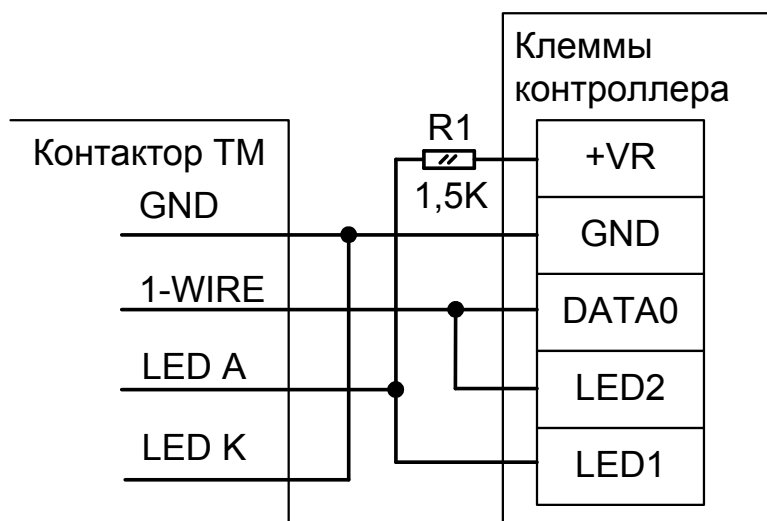 Клеммы
контроллера
R1
Контактор ТМ
+VR
1,5K
GND
GND
1-WIRE
DATA0
LED A
LED2
LED K
LED1